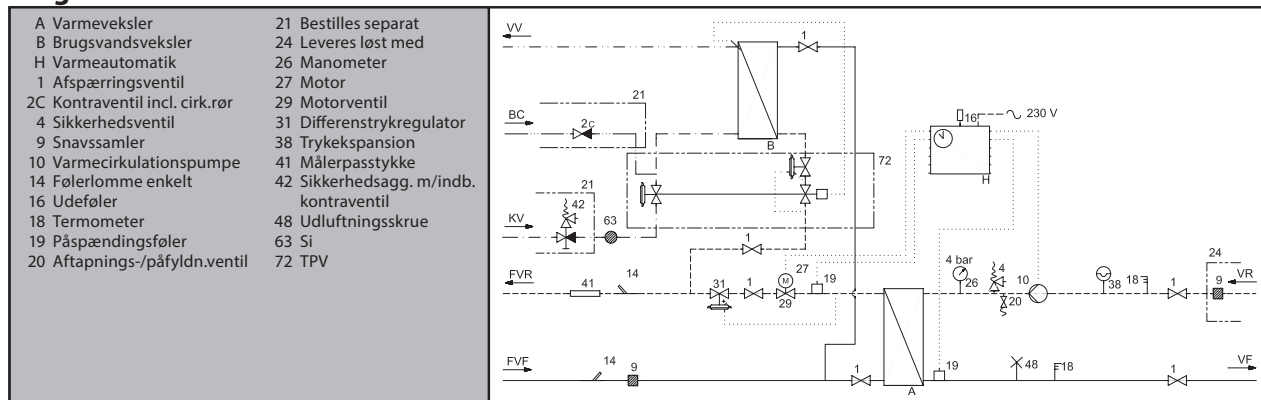 A Varmeveksler
B Brugsvandsveksler
H Varmeautomatik
1 Afspærringsventil
2C Kontraventil incl. cirk.rør
4 Sikkerhedsventil
9 Snavssamler
10 Varmecirkulationspumpe
14 Følerlomme enkelt
16 Udeføler
18 Termometer
19 Påspændingsføler
20 Aftapnings-/påfyldn.ventil
21 Bestilles separat
24 Leveres løst med
26 Manometer
27 Motor
29 Motorventil
31 Differenstrykregulator
38 Trykekspansion
41 Målerpasstykke
42 Sikkerhedsagg. m/indb.
kontraventil
48 Udluftningsskrue
63 Si
72 TPV
VV
1
21
BC
2c
B
72
16
230 V
H
21
42
KV
63
1
FVR
41
14
31
1
27
M
29
19
4 bar
26
4
20
10
38
18
1
24
VR
9
FVF
14
9
1
A
19
48
18
1
VF